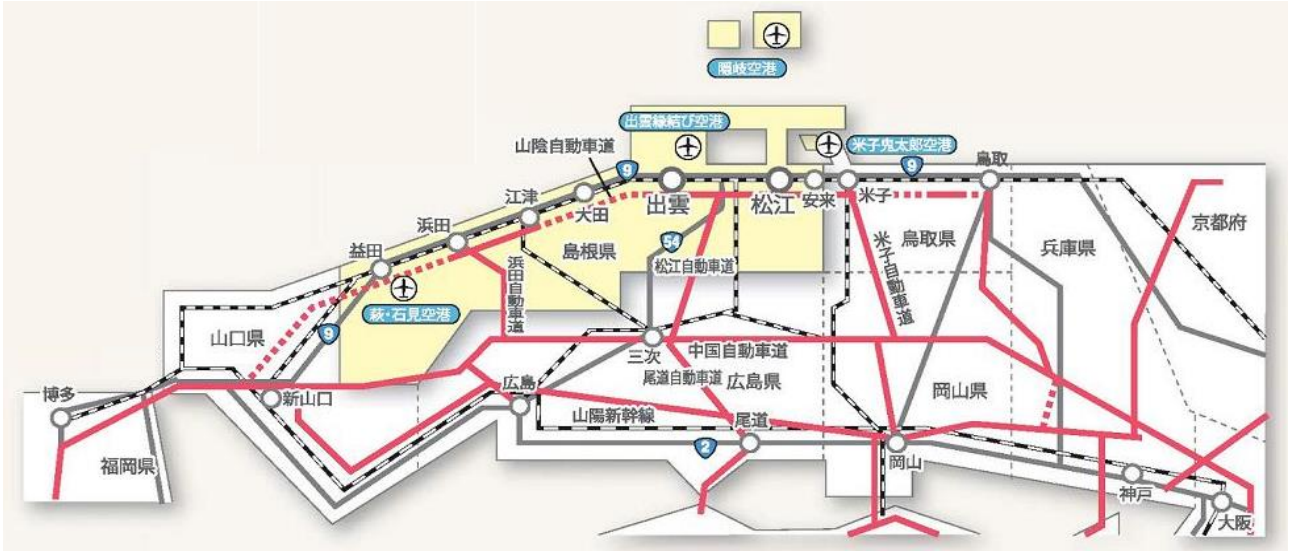 隠岐空港
出雲縁結び空港
米子鬼太郎空港
山陰自動車道
9
9
鳥取
江津
大田
出雲
松江
安来
米子
浜田
益田
島根県
54
松江自動車道
鳥取県
兵庫県
京都府
米子自動車道
浜田自動車道
萩・石見空港
9
山口県
三次
中国自動車道
尾道自動車道
広島県
岡山県
博多
新山口
広島
山陽新幹線
尾道
2
岡山
福岡県
神戸
大阪